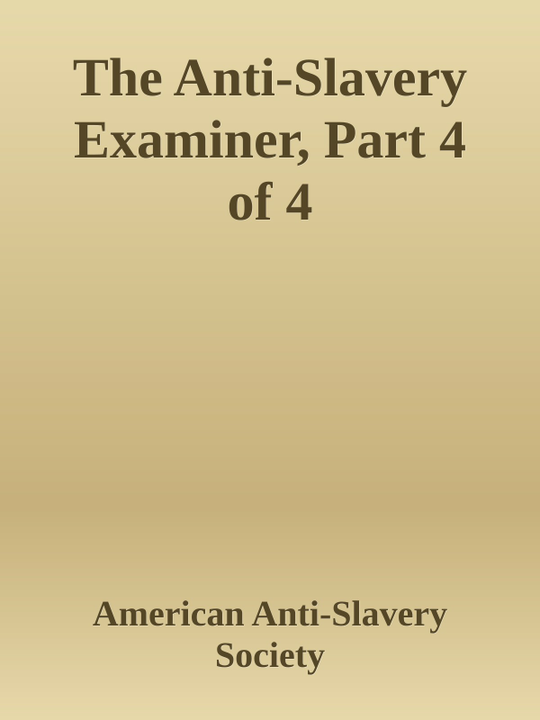 The Anti-Slavery
Examiner, Part 4
of 4
American Anti-Slavery
Society